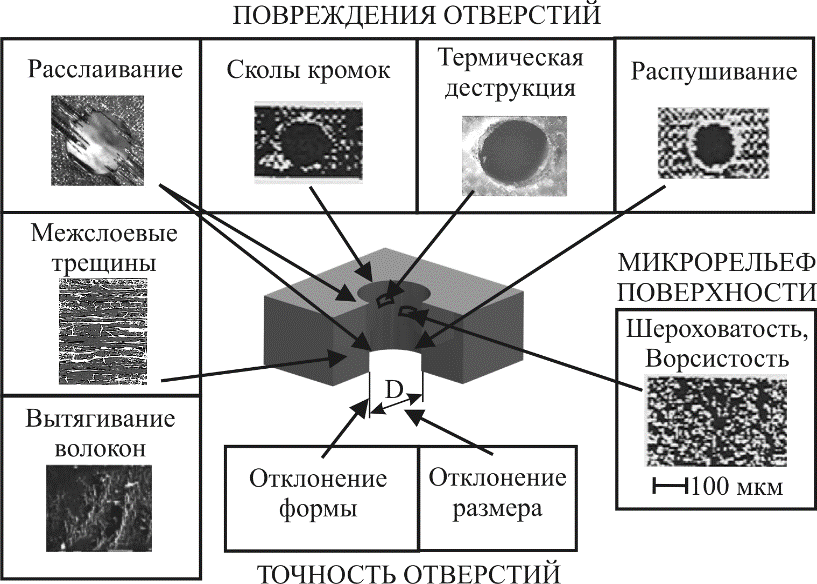 ПОВРЕЖДЕНИЯ ОТВЕРСТИЙ
Расслаивание
Сколы кромок
Термическая
деструкция
Распушивание
Межслоевые
трещины
МИКРОРЕЛЬЕФ
ПОВЕРХНОСТИ
Шероховатость,
Ворсистость
100 мкм
D
Вытягивание
волокон
Отклонение
формы
Отклонение
размера
ТОЧНОСТЬ ОТВЕРСТИЙ